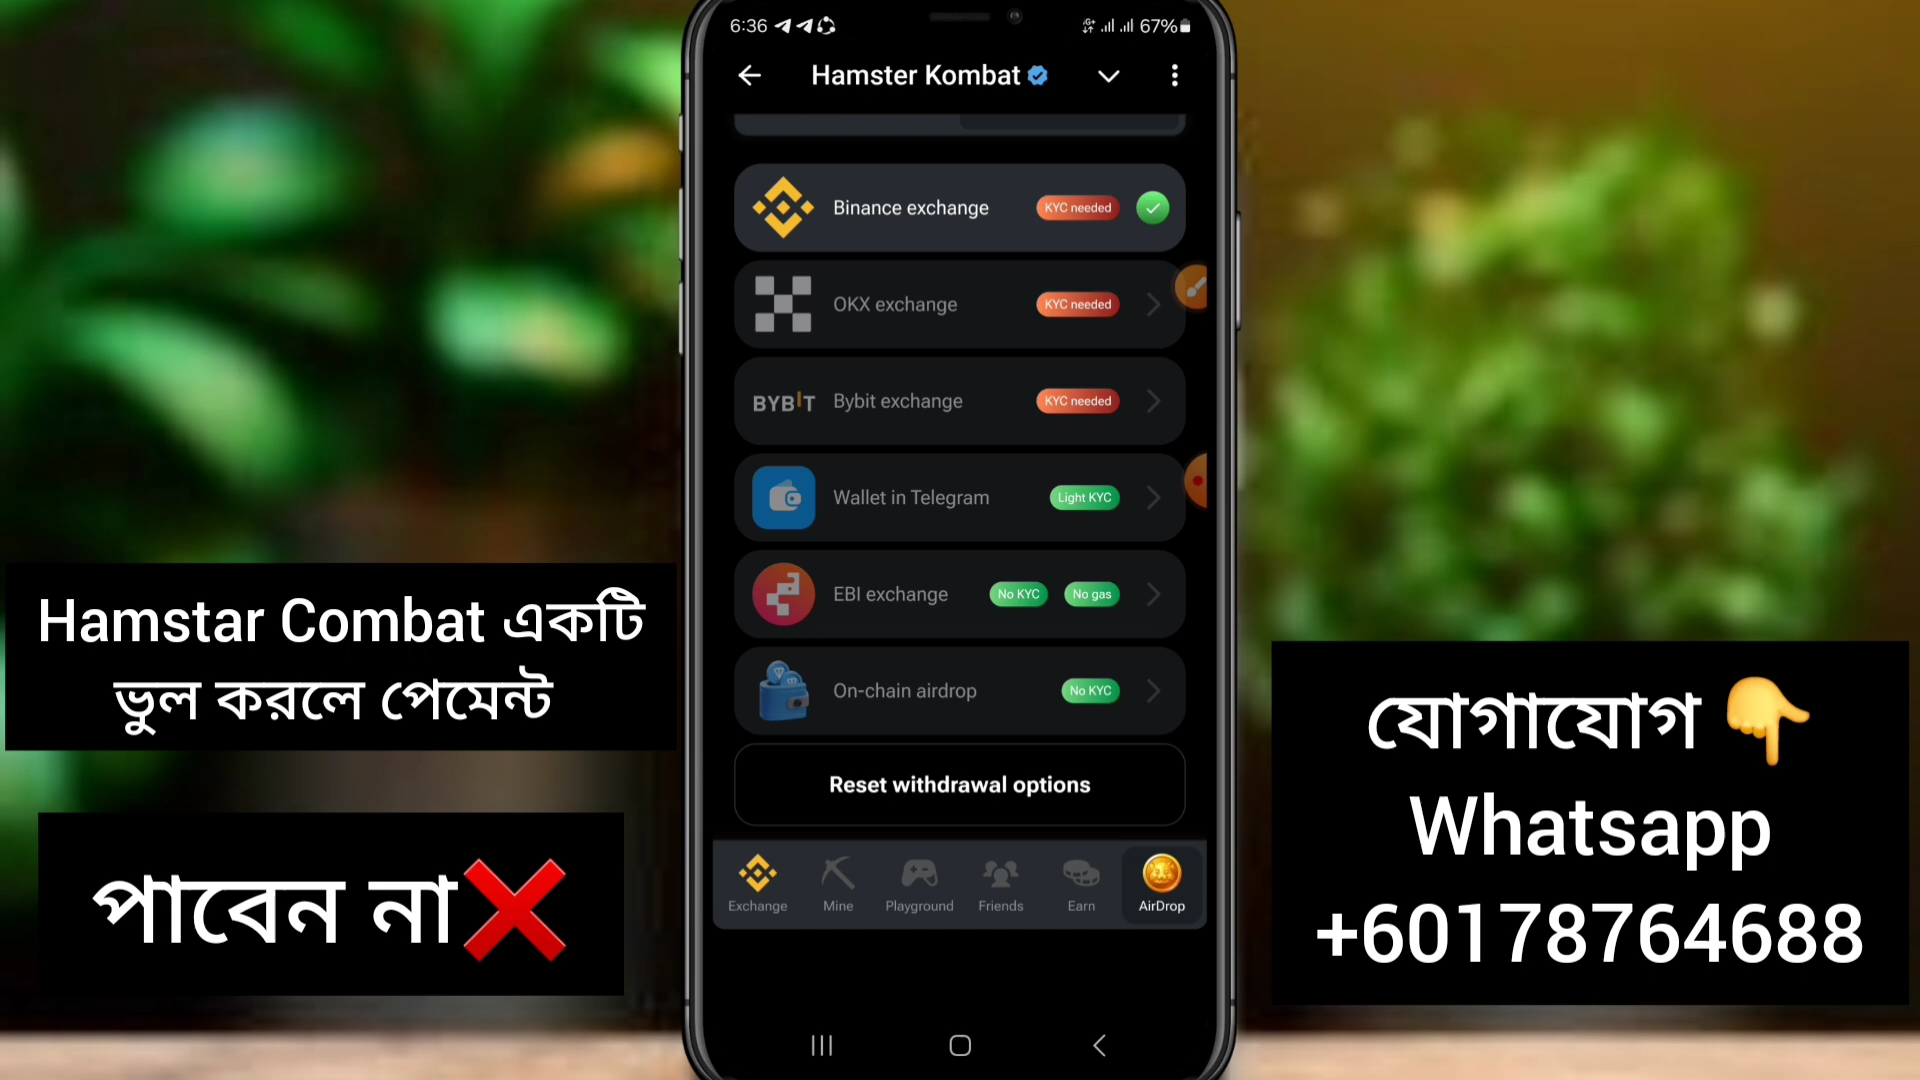 6:36
67%
Hamster Kombat
Binance exchange KYC needed
OKX exchange KYC needed
BYBIT Bybit exchange KYC needed
Wallet in Telegram Light KYC
EBI exchange No KYC No gas
On-chain airdrop No KYC
Reset withdrawal options
Exchange Mine Playground Friends Earn AirDrop
Hamstar Combat একটি
ভুল করলে পেমেন্ট
পাবেন না❌
যোগাযোগ 👇
Whatsapp
+60178764688